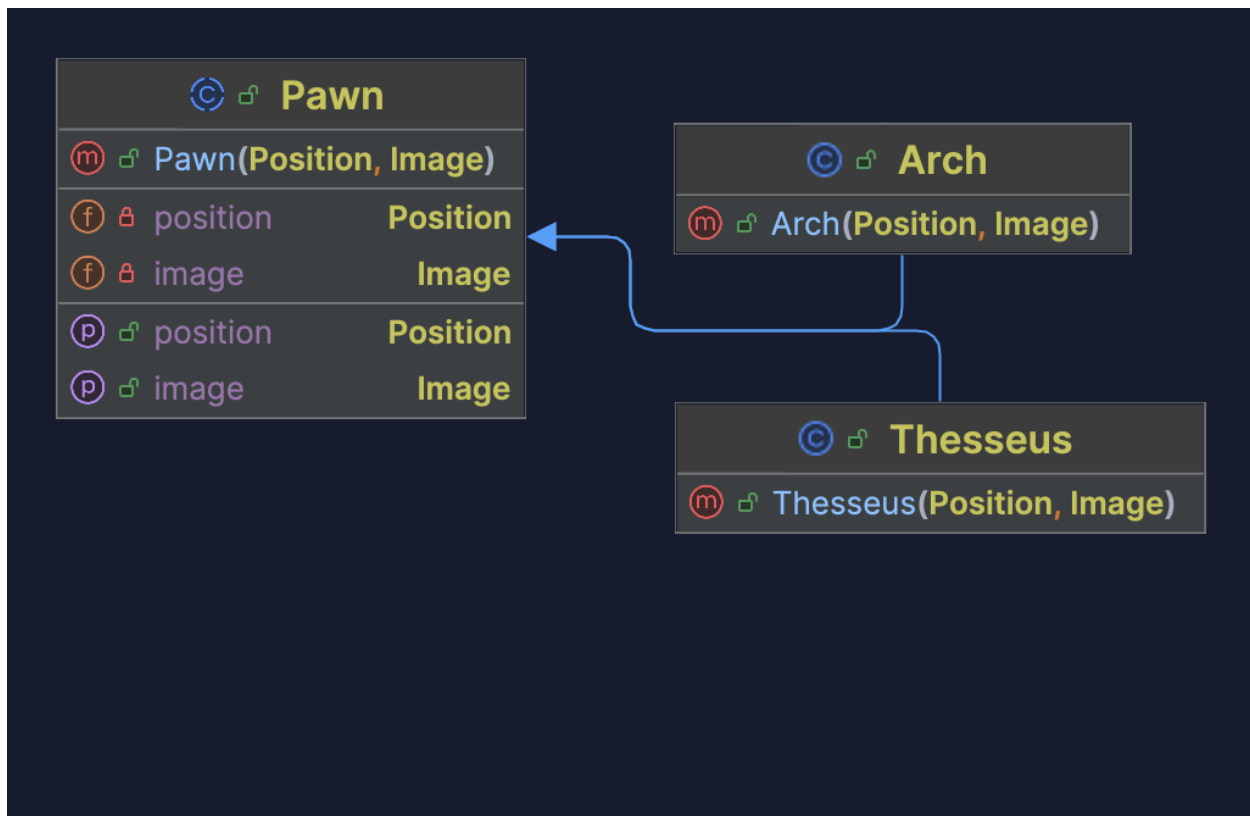 Pawn
Pawn(Position, Image)
position Position
image Image
position Position
image Image
Arch
Arch(Position, Image)
Thesseus
Thesseus(Position, Image)